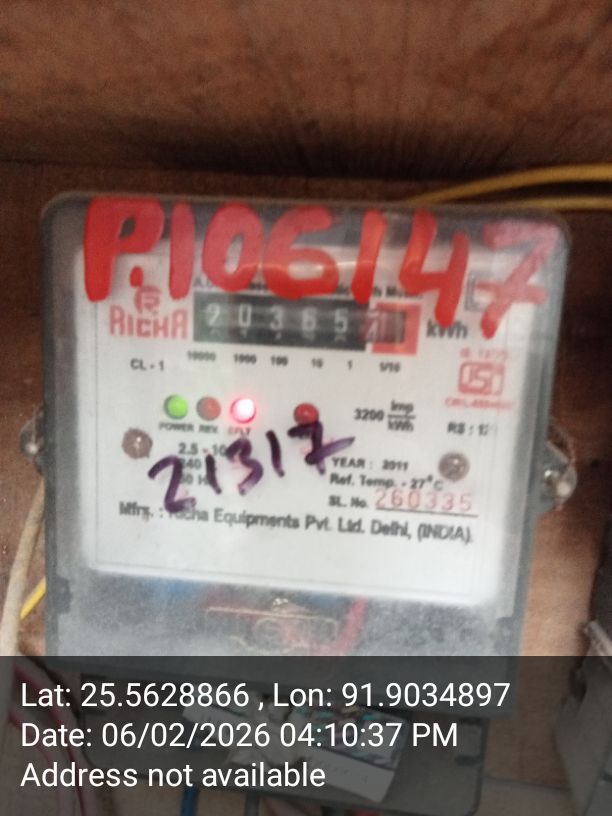 P.106147
RICHA
kWh
CL - 1
10000 1000 100 10 1 1/10
POWER REV.
3200 imp/kWh
21317
YEAR : 2011
Ref. Temp. - 27°C
SL. No. 260335
Mfrs. : Richa Equipments Pvt. Ltd. Delhi, (INDIA).
Lat: 25.5628866 , Lon: 91.9034897
Date: 06/02/2026 04:10:37 PM
Address not available